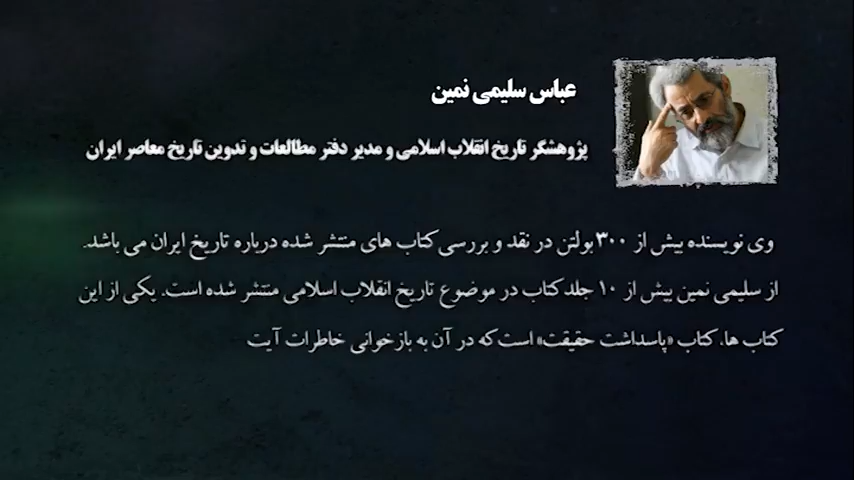 عباس سلیمی نمین
پژوهشگر تاریخ انقلاب اسلامی و مدیر دفتر مطالعات و تدوین تاریخ معاصر ایران
وی نویسنده بیش از ۳۰۰ بولتن در نقد و بررسی کتاب های منتشر شده درباره تاریخ ایران می باشد.
از سلیمی نمین بیش از ۱۰ جلد کتاب در موضوع تاریخ انقلاب اسلامی منتشر شده است. یکی از این
کتاب ها، کتاب «پاسداشت حقیقت» است که در آن به بازخوانی خاطرات آیت